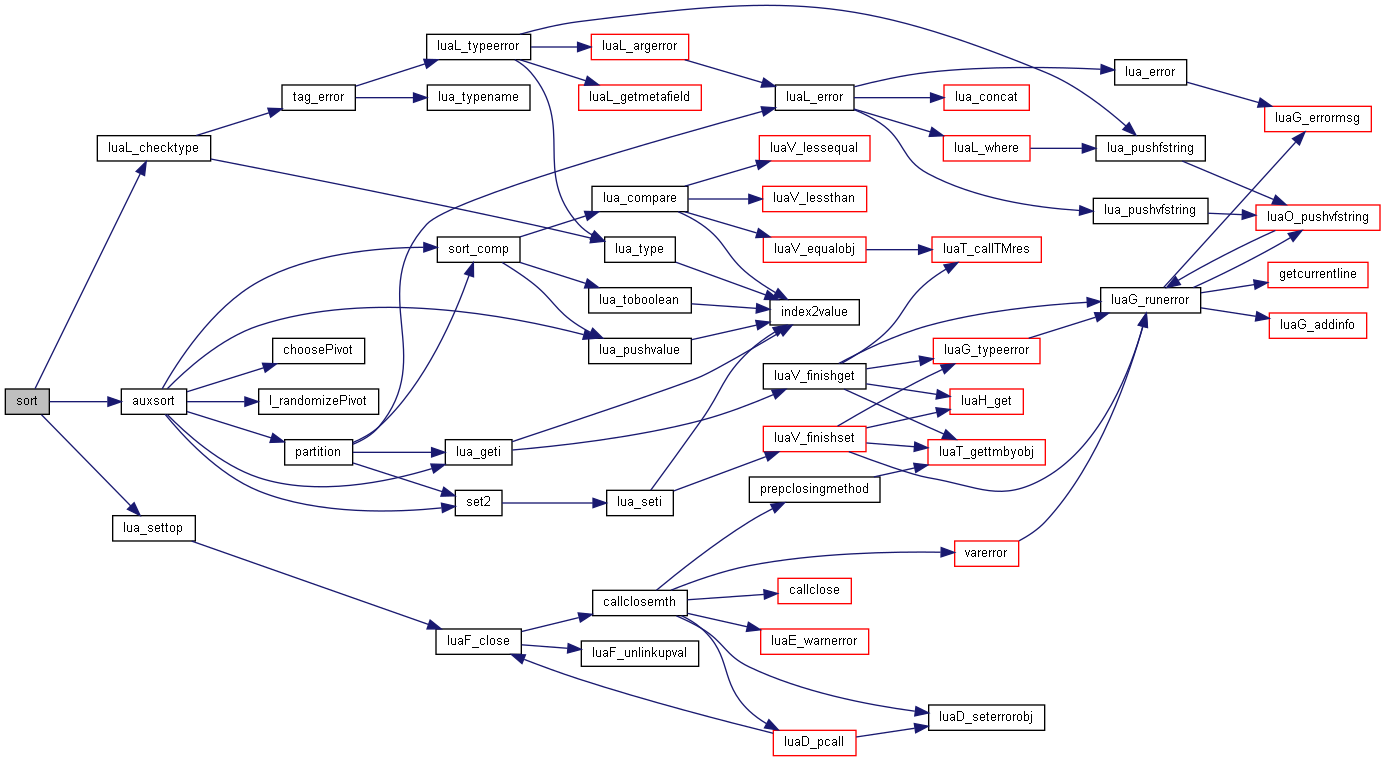 sort
luaL_checktype
auxsort
lua_settop
tag_error
choosePivot
l_randomizePivot
partition
luaL_typeerror
lua_typename
sort_comp
lua_geti
set2
luaF_close
luaL_argerror
luaL_getmetafield
lua_compare
lua_type
lua_toboolean
lua_pushvalue
lua_seti
callclosemth
luaF_unlinkupval
luaL_error
luaV_lessequal
luaV_lessthan
luaV_equalobj
index2value
luaV_finishget
luaV_finishset
prepclosingmethod
callclose
luaE_warnerror
luaD_pcall
lua_concat
luaL_where
luaT_callTMres
luaG_typeerror
luaH_get
luaT_gettmbyobj
varerror
luaD_seterrorobj
lua_error
lua_pushfstring
lua_pushvfstring
luaG_runerror
luaG_errormsg
luaO_pushvfstring
getcurrentline
luaG_addinfo